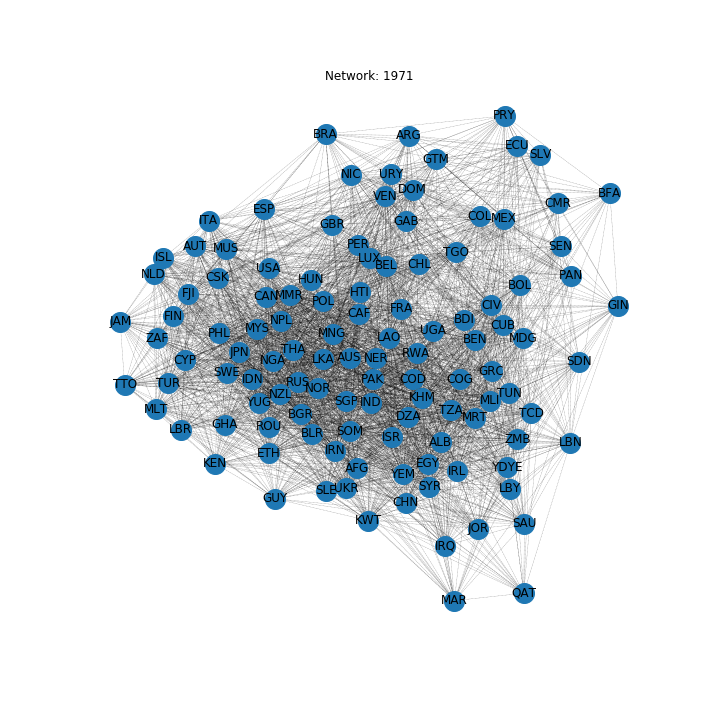 Network: 1971
PRY
BRA
ARG
ECU
SLV
GTM
NIC
URY
DOM
VEN
BFA
CMR
ESP
COL
MEX
ITA
GAB
GBR
AUT
MUS
PER
SEN
TGO
ISL
LUX
BEL
CHL
NLD
CSK
USA
PAN
HUN
BOL
FJI
CAN
MMR
POL
HTI
CIV
GIN
FIN
CAF
FRA
JAM
NPL
BDI
CUB
ZAF
PHL
MYS
MNG
LAO
UGA
BEN
MDG
JPN
THA
CYP
NGA
LKA
AUS
NER
RWA
SDN
SWE
IDN
GRC
TTO
TUR
RUS
NOR
PAK
COD
COG
NZL
TUN
MLT
YUG
SGP
IND
KHM
MLI
BGR
DZA
TZA
MRT
TCD
LBR
GHA
ROU
BLR
SOM
ISR
ALB
ZMB
LBN
KEN
ETH
IRN
AFG
EGY
YEM
IRL
YDYE
GUY
SLE
UKR
SYR
LBY
CHN
KWT
JOR
SAU
IRQ
MAR
QAT